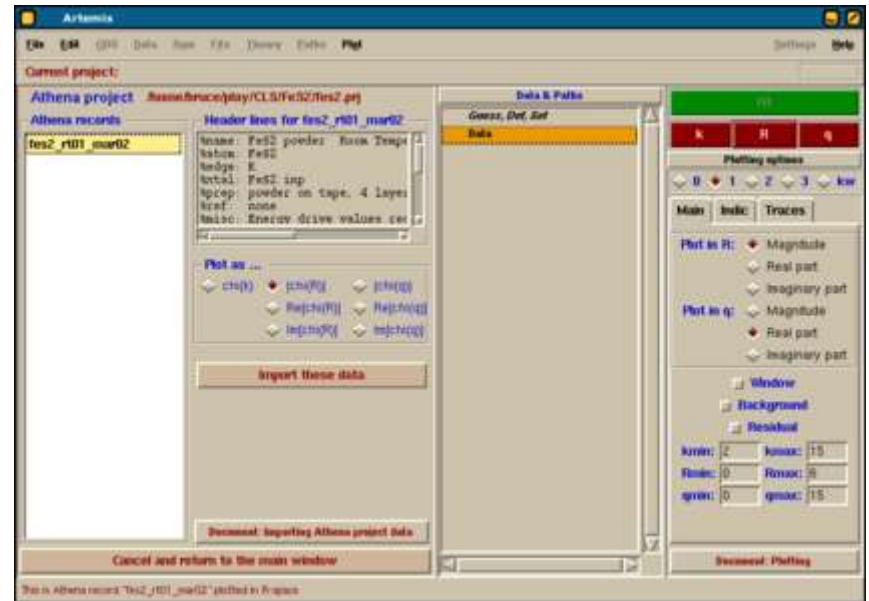 Artemis
File Edit GDS Data Sum Fits Theory Paths Plot Settings Help
Current project:
Athena project /home/bruce/play/CLS/FeS2/fes2.prj
Athena records
fes2_rt01_mar02
Header lines for fes2_rt01_mar02
%name: FeS2 powder Room Tempe
%atom: FeS2
%edge: K
%xtal: FeS2 imp
%prep: powder on tape, 4 layer
%ref: none
%misc: Energy drive values rec
Plot as ...
chi(k) |chi(R)| |chi(q)|
Re[chi(R)] Re[chi(q)]
Im[chi(R)] Im[chi(q)]
Import these data
Document: Importing Athena project data
Cancel and return to the main window
Data & Paths
Guess, Def, Set
Data
Fit
k R q
Plotting options
0 1 2 3 kw
Main Indic Traces
Plot in R: Magnitude
Real part
Imaginary part
Plot in q: Magnitude
Real part
Imaginary part
Window
Background
Residual
kmin: 2 kmax: 15
Rmin: 0 Rmax: 6
qmin: 0 qmax: 15
Document: Plotting
This is Athena record "fes2_rt01_mar02" plotted in R-space